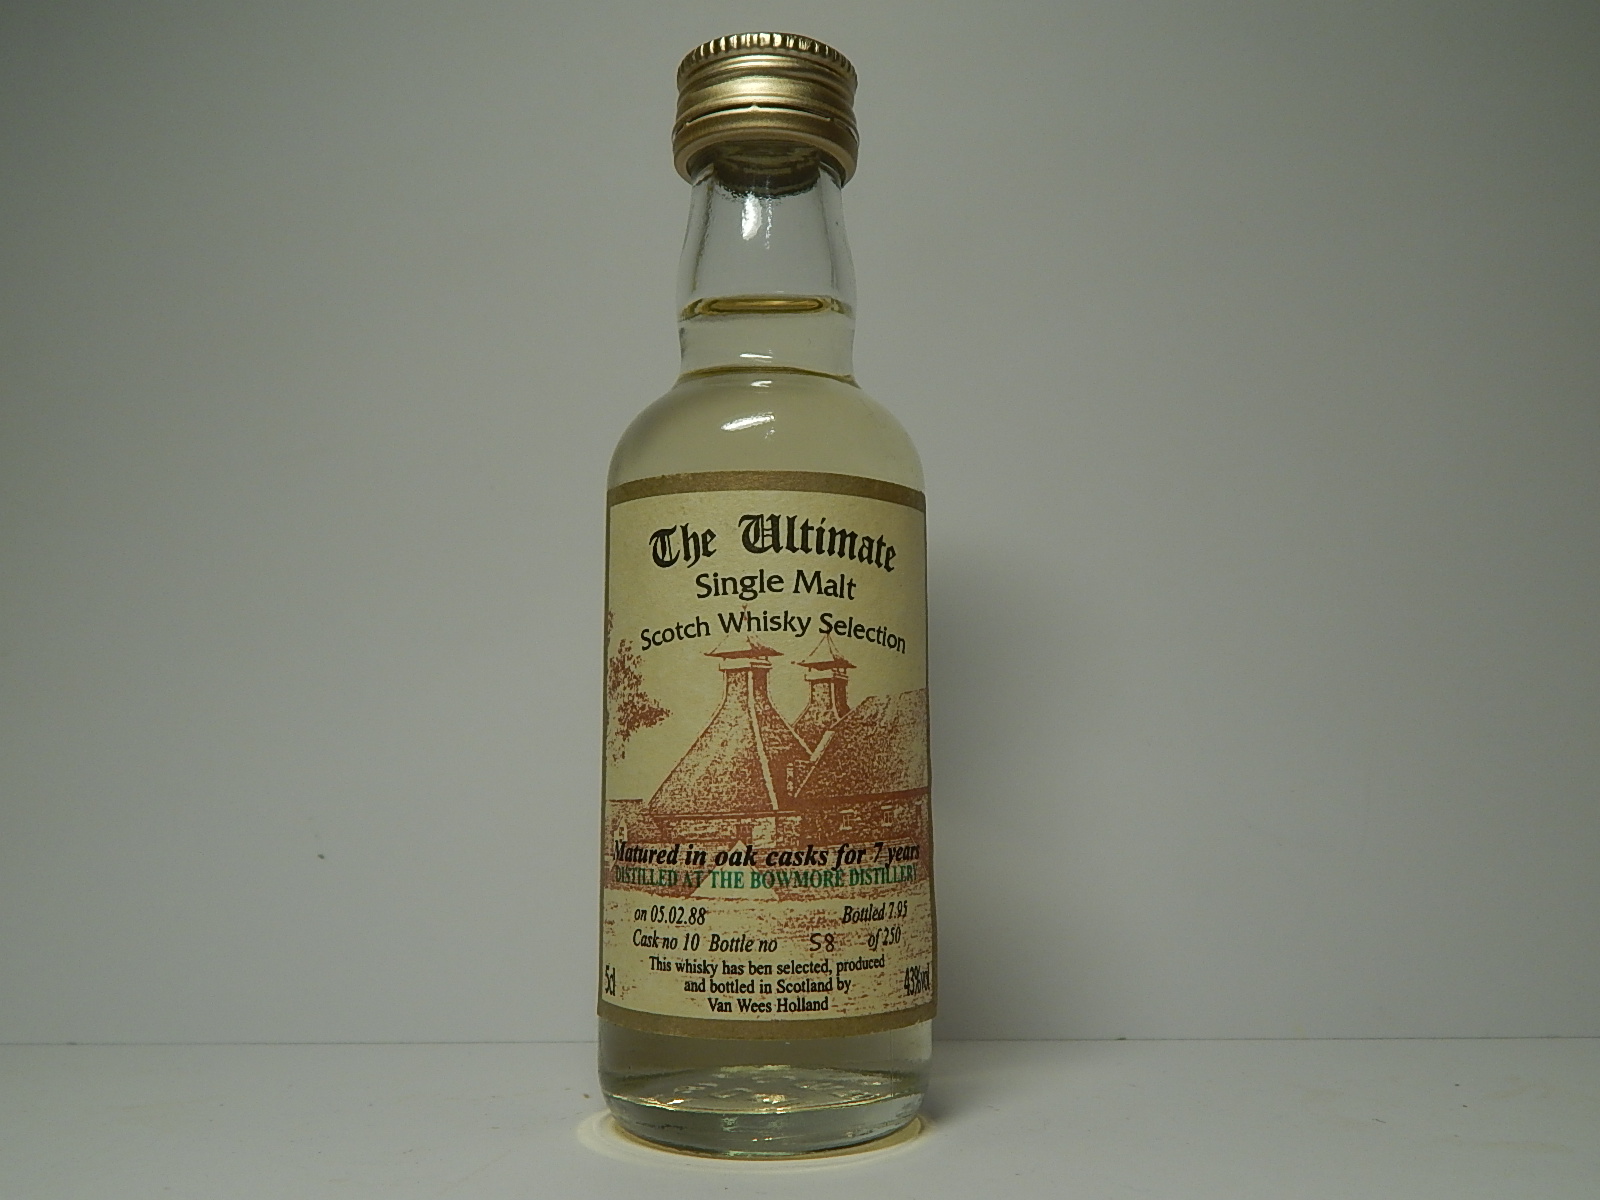 The Ultimate
Single Malt
Scotch Whisky Selection
Matured in oak casks for 7 years
DISTILLED AT THE BOWMORE DISTILLERY
on 05.02.88 Bottled 7.95
Cask no 10 Bottle no 58 of 250
This whisky has ben selected, produced
and bottled in Scotland by
5cl 43%vol
Van Wees Holland